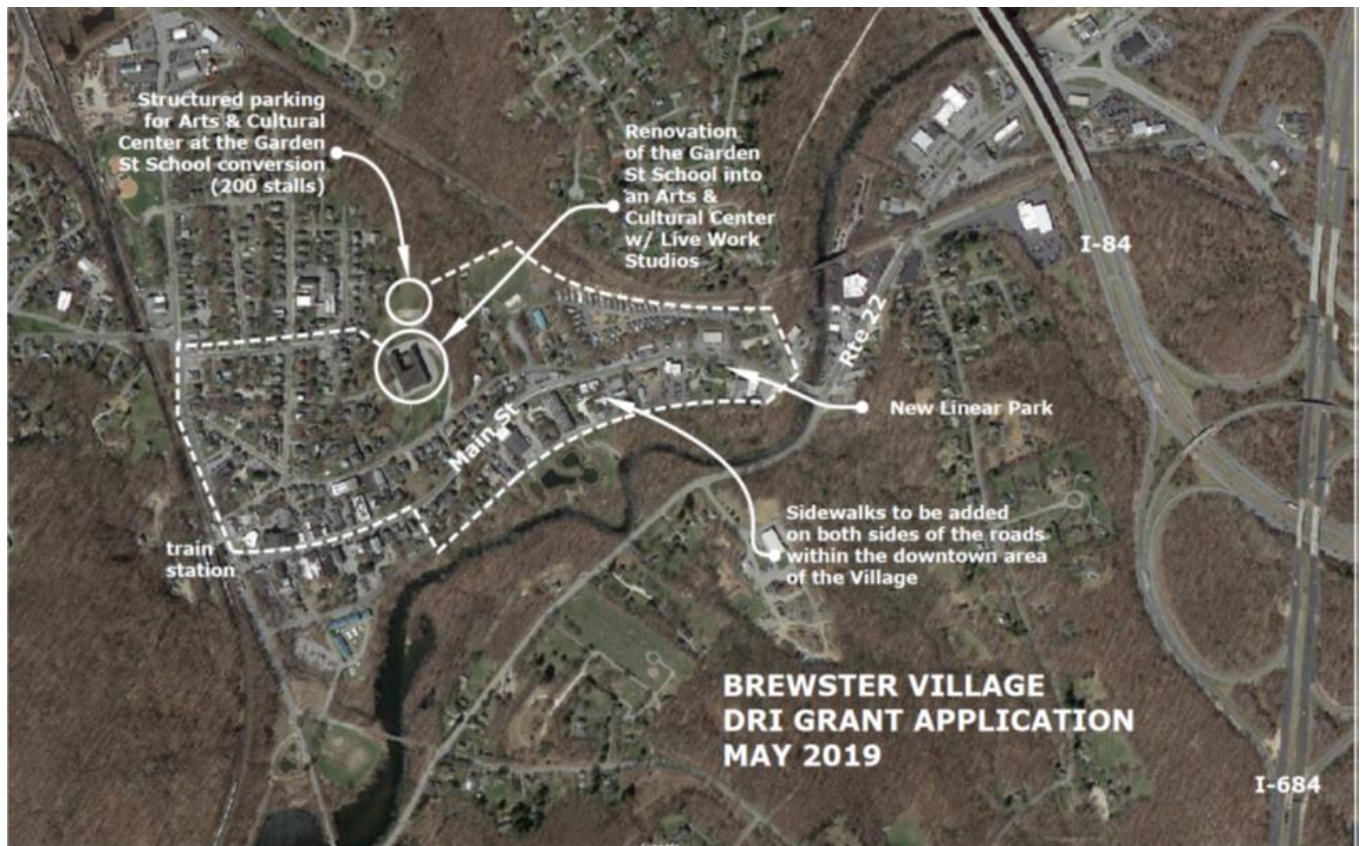 Structured parking
for Arts & Cultural
Center at the Garden
St School conversion
(200 stalls)
Renovation
of the Garden
St School into
an Arts &
Cultural Center
w/ Live Work
Studios
I-84
Rte 22
New Linear Park
Main St
Sidewalks to be added
on both sides of the roads
within the downtown area
of the Village
train
station
BREWSTER VILLAGE
DRI GRANT APPLICATION
MAY 2019
I-684